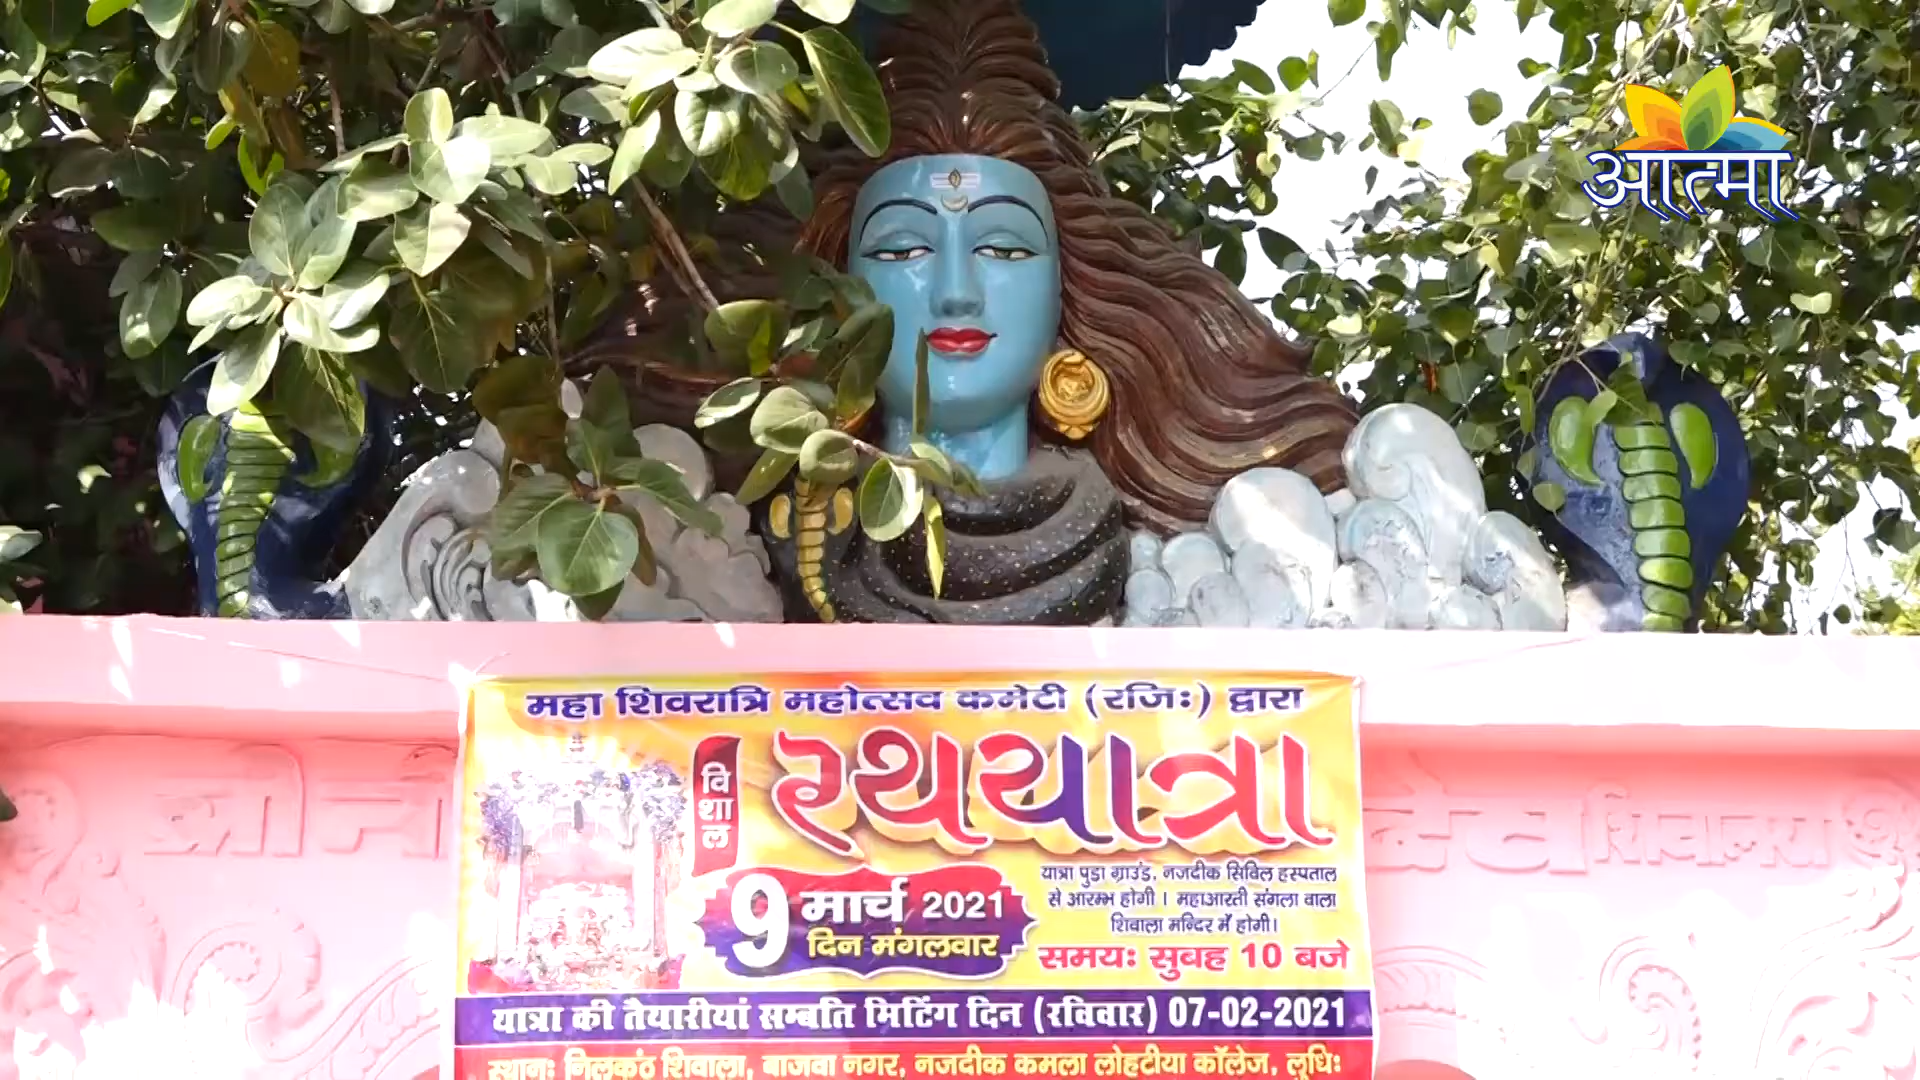 आत्मा
महा शिवरात्रि महोत्सव कमेटी (रजिः) द्वारा
विशाल
रथयात्रा
9 मार्च 2021
दिन मंगलवार
यात्रा पुडा ग्राउंड, नजदीक सिविल हस्पताल
से आरम्भ होगी । महाआरती संगला वाला
शिवाला मन्दिर में होगी।
समयः सुबह 10 बजे
यात्रा की तैयारीयां सम्बति मिटिंग दिन (रविवार) 07-02-2021
स्थानः निलकंठ शिवाला, बाजवा नगर, नजदीक कमला लोहटीया कॉलेज, लुधिः